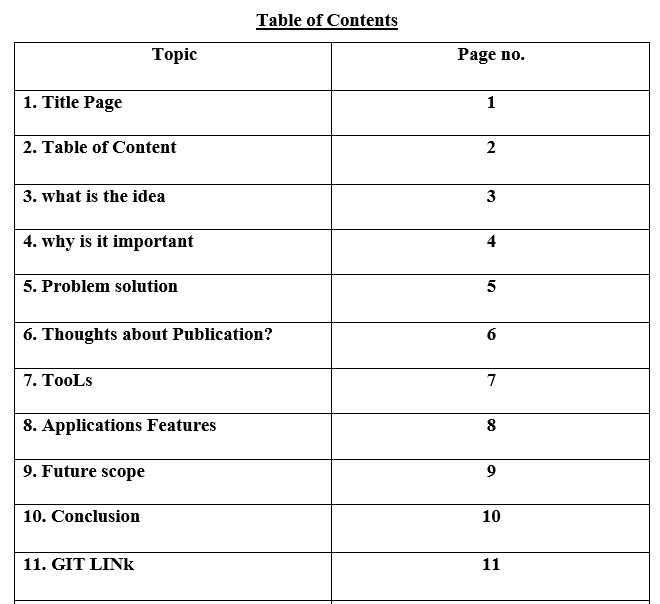 Table of Contents
Topic Page no.
1. Title Page 1
2. Table of Content 2
3. what is the idea 3
4. why is it important 4
5. Problem solution 5
6. Thoughts about Publication? 6
7. TooLs 7
8. Applications Features 8
9. Future scope 9
10. Conclusion 10
11. GIT LINk 11